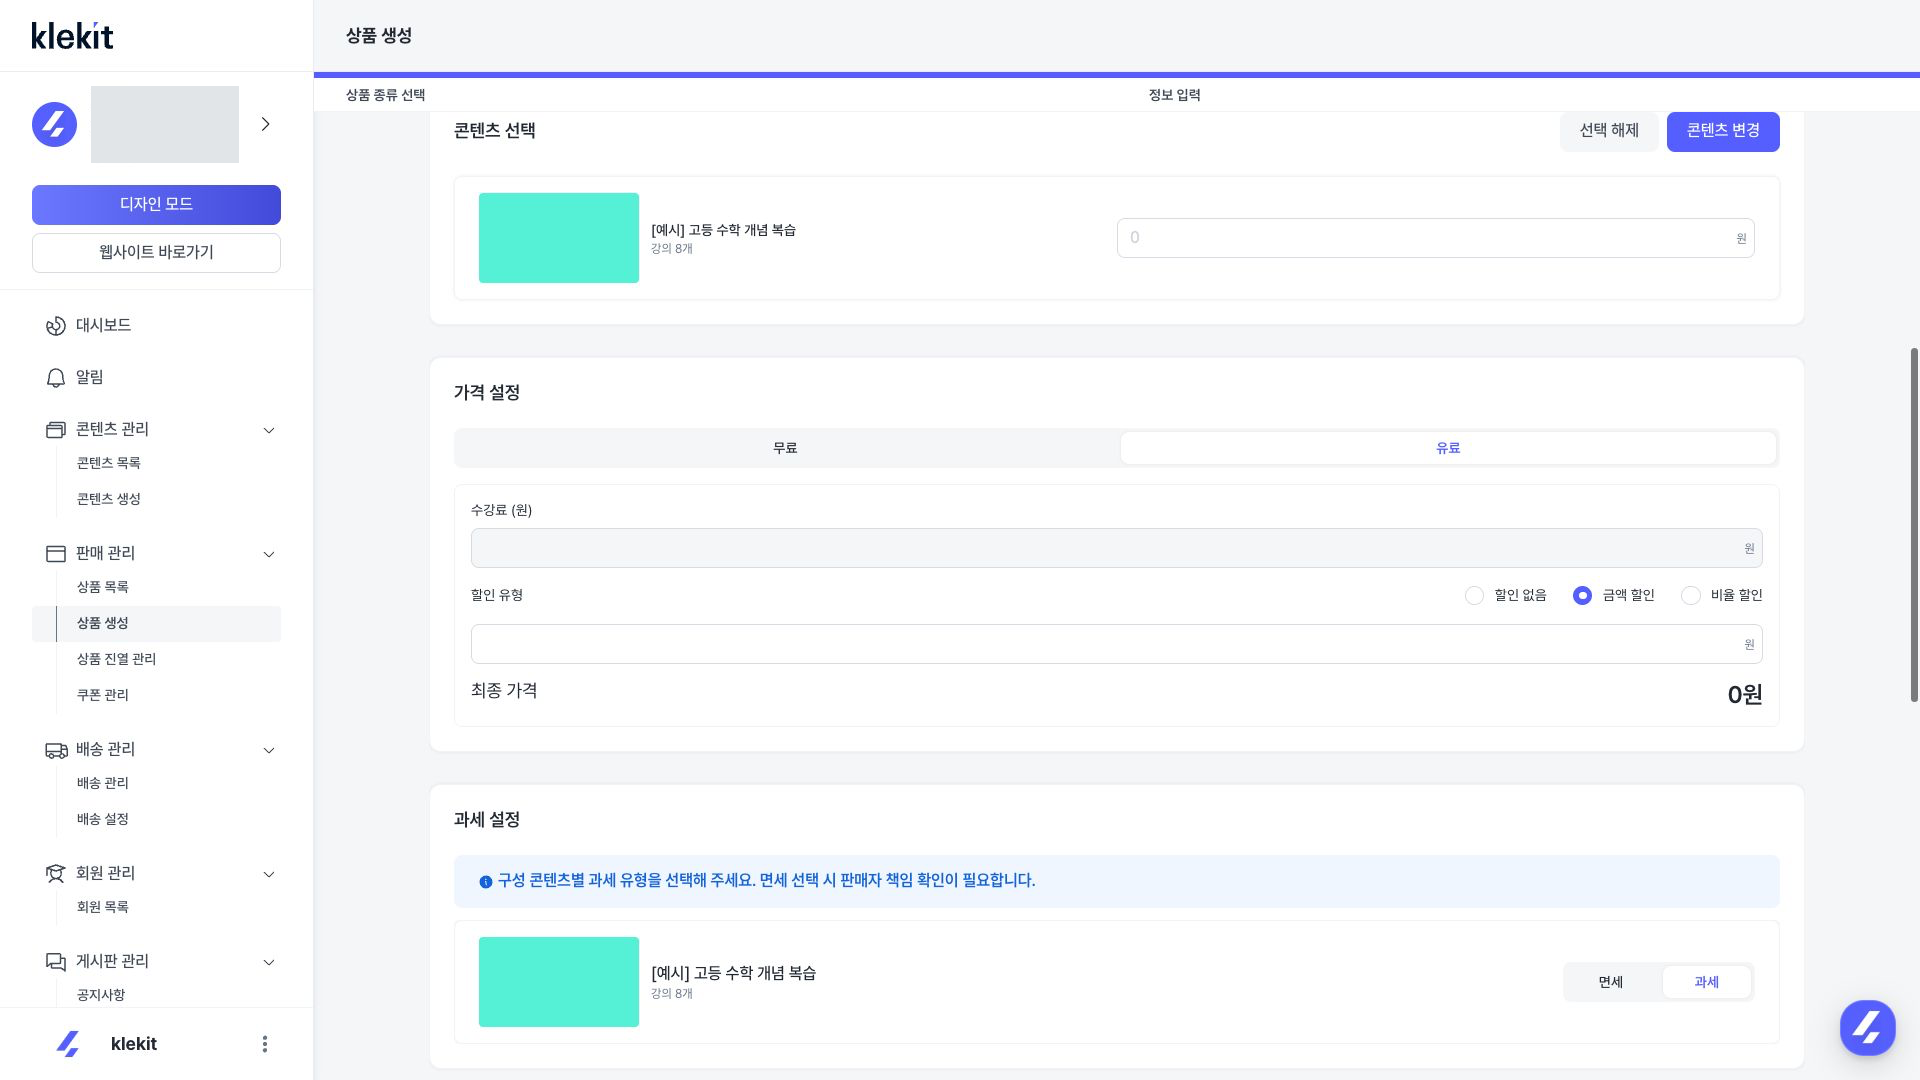 klekit
디자인 모드
웹사이트 바로가기
대시보드
알림
콘텐츠 관리
콘텐츠 목록
콘텐츠 생성
판매 관리
상품 목록
상품 생성
상품 진열 관리
쿠폰 관리
배송 관리
배송 관리
배송 설정
회원 관리
회원 목록
게시판 관리
공지사항
klekit
상품 생성
상품 종류 선택
정보 입력
콘텐츠 선택
선택 해제
콘텐츠 변경
[예시] 고등 수학 개념 복습
강의 8개
0
원
가격 설정
무료
유료
수강료 (원)
원
할인 유형
할인 없음
금액 할인
비율 할인
원
최종 가격
0원
과세 설정
구성 콘텐츠별 과세 유형을 선택해 주세요. 면세 선택 시 판매자 책임 확인이 필요합니다.
[예시] 고등 수학 개념 복습
강의 8개
면세
과세